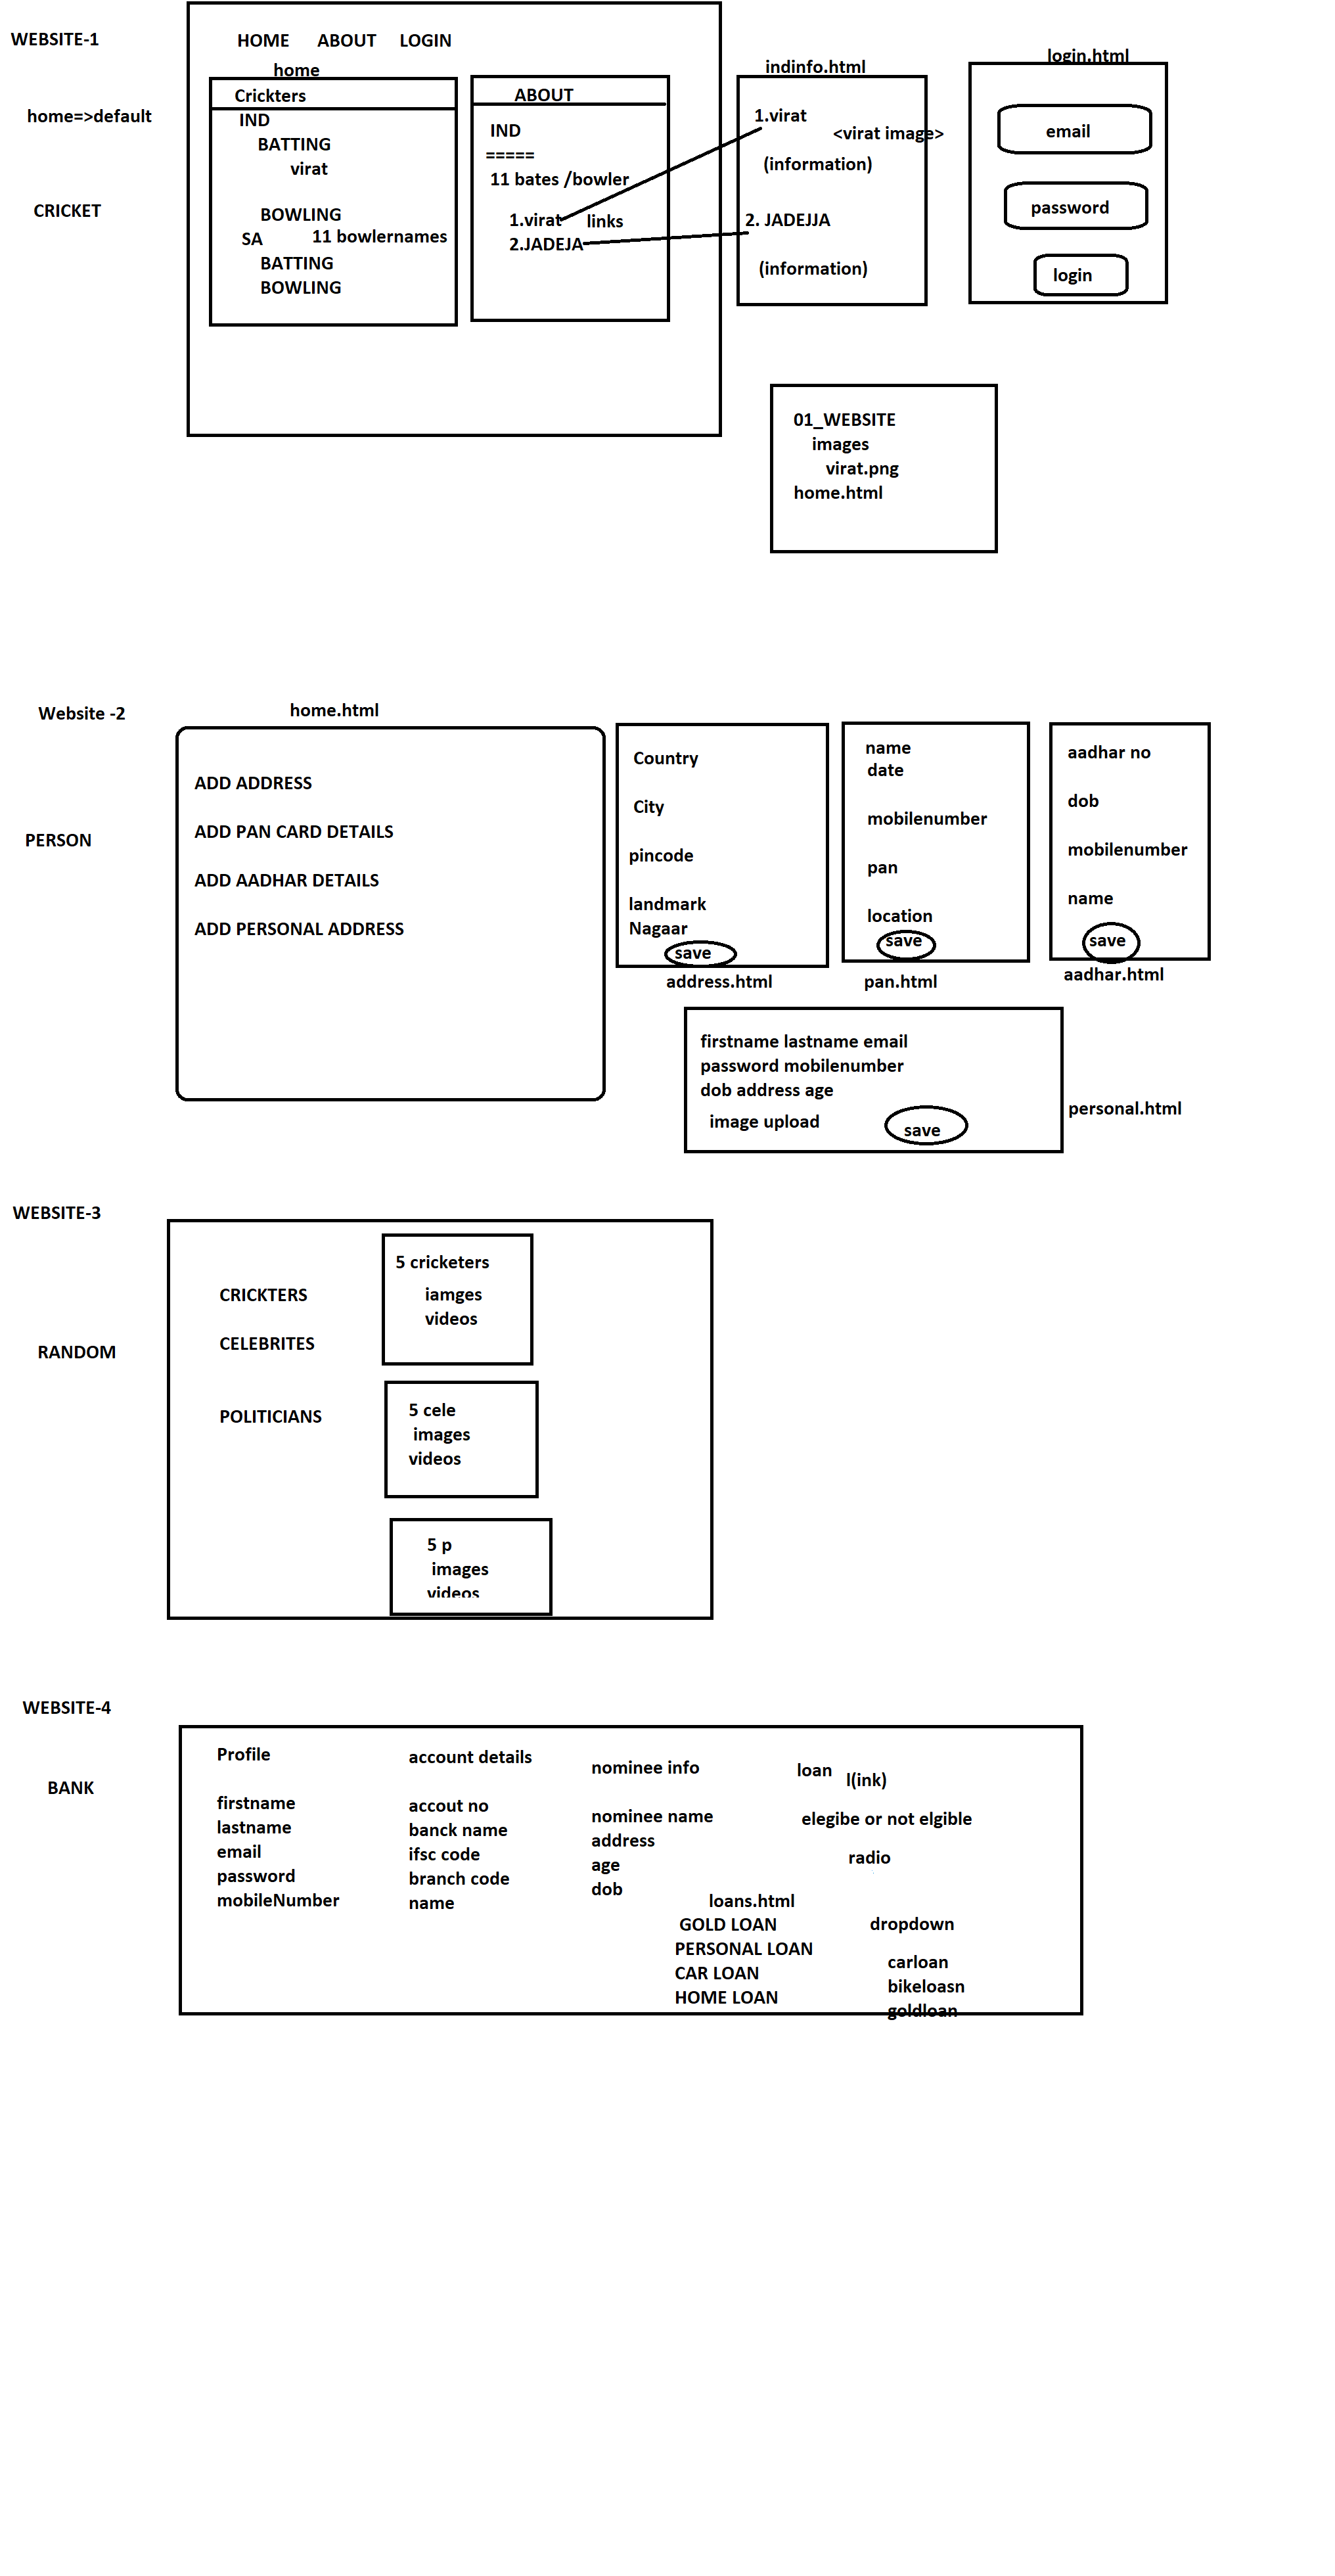 WEBSITE-1
HOME ABOUT LOGIN
home
home=>default
CRICKET
Crickters
IND
BATTING
virat
BOWLING
SA 11 bowlernames
BATTING
BOWLING
ABOUT
IND
=====
11 bates /bowler
1.virat links
2.JADEJA
indinfo.html
1.virat
<virat image>
(information)
2. JADEJJA
(information)
login.html
email
password
login
01_WEBSITE
images
virat.png
home.html
Website -2
PERSON
home.html
ADD ADDRESS
ADD PAN CARD DETAILS
ADD AADHAR DETAILS
ADD PERSONAL ADDRESS
Country
City
pincode
landmark
Nagaar
save
address.html
name
date
mobilenumber
pan
location
save
pan.html
aadhar no
dob
mobilenumber
name
save
aadhar.html
firstname lastname email
password mobilenumber
dob address age
image upload save
personal.html
WEBSITE-3
RANDOM
CRICKTERS
CELEBRITES
POLITICIANS
5 cricketers
iamges
videos
5 cele
images
videos
5 p
images
videos
WEBSITE-4
BANK
Profile
firstname
lastname
email
password
mobileNumber
account details
accout no
banck name
ifsc code
branch code
name
nominee info
nominee name
address
age
dob
loan l(ink)
elegibe or not elgible
radio
loans.html
GOLD LOAN
PERSONAL LOAN
CAR LOAN
HOME LOAN
dropdown
carloan
bikeloasn
goldloan